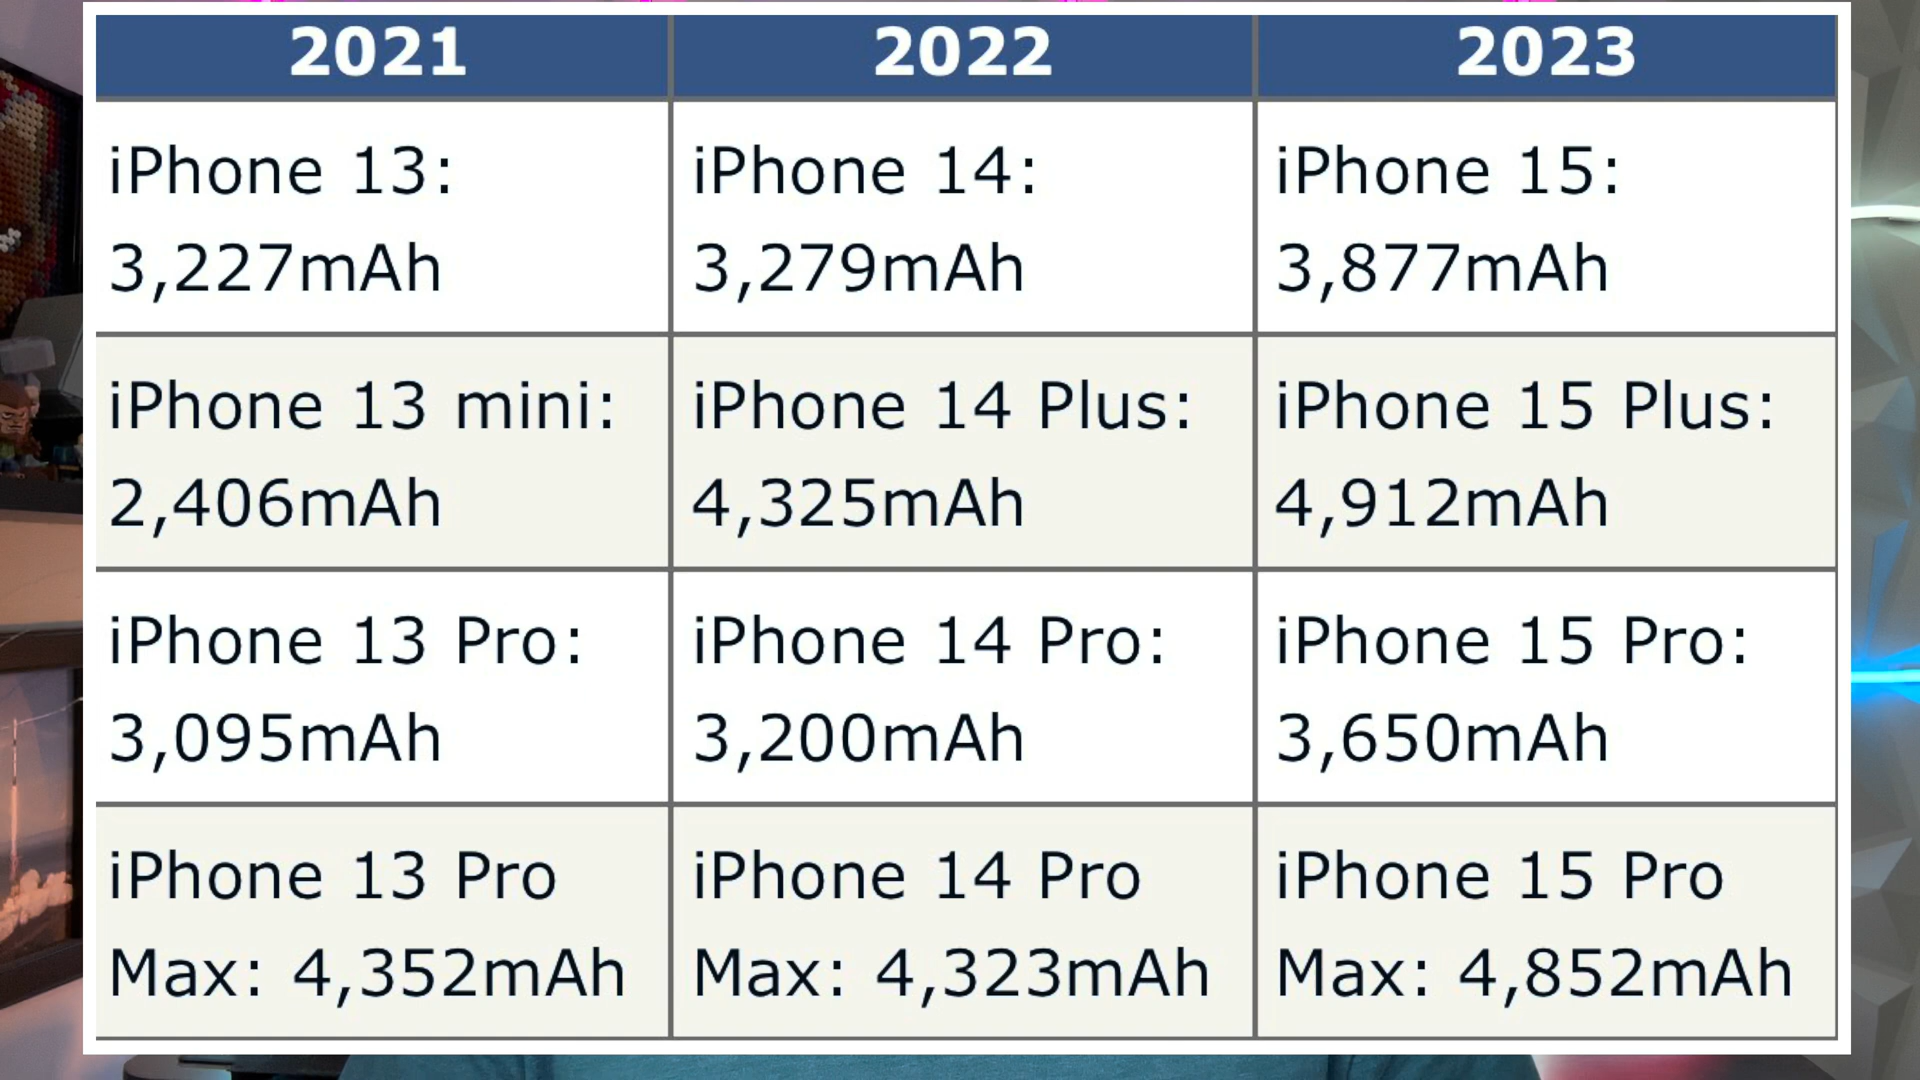 2021 2022 2023
iPhone 13: iPhone 14: iPhone 15:
3,227mAh 3,279mAh 3,877mAh
iPhone 13 mini: iPhone 14 Plus: iPhone 15 Plus:
2,406mAh 4,325mAh 4,912mAh
iPhone 13 Pro: iPhone 14 Pro: iPhone 15 Pro:
3,095mAh 3,200mAh 3,650mAh
iPhone 13 Pro iPhone 14 Pro iPhone 15 Pro
Max: 4,352mAh Max: 4,323mAh Max: 4,852mAh